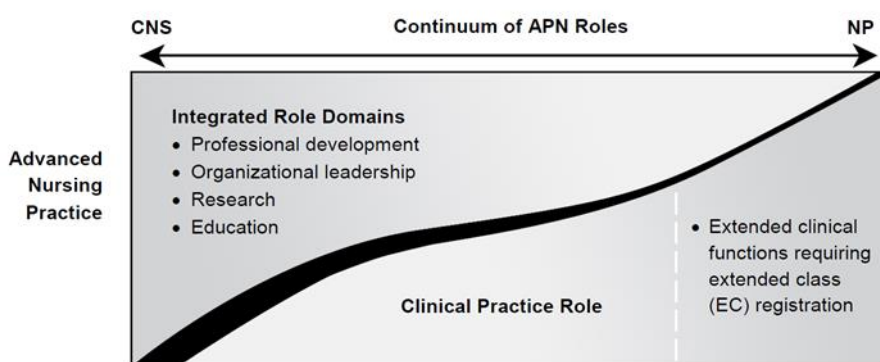 CNS Continuum of APN Roles NP
Advanced
Nursing
Practice
Integrated Role Domains
• Professional development
• Organizational leadership
• Research
• Education
Clinical Practice Role
• Extended clinical
functions requiring
extended class
(EC) registration